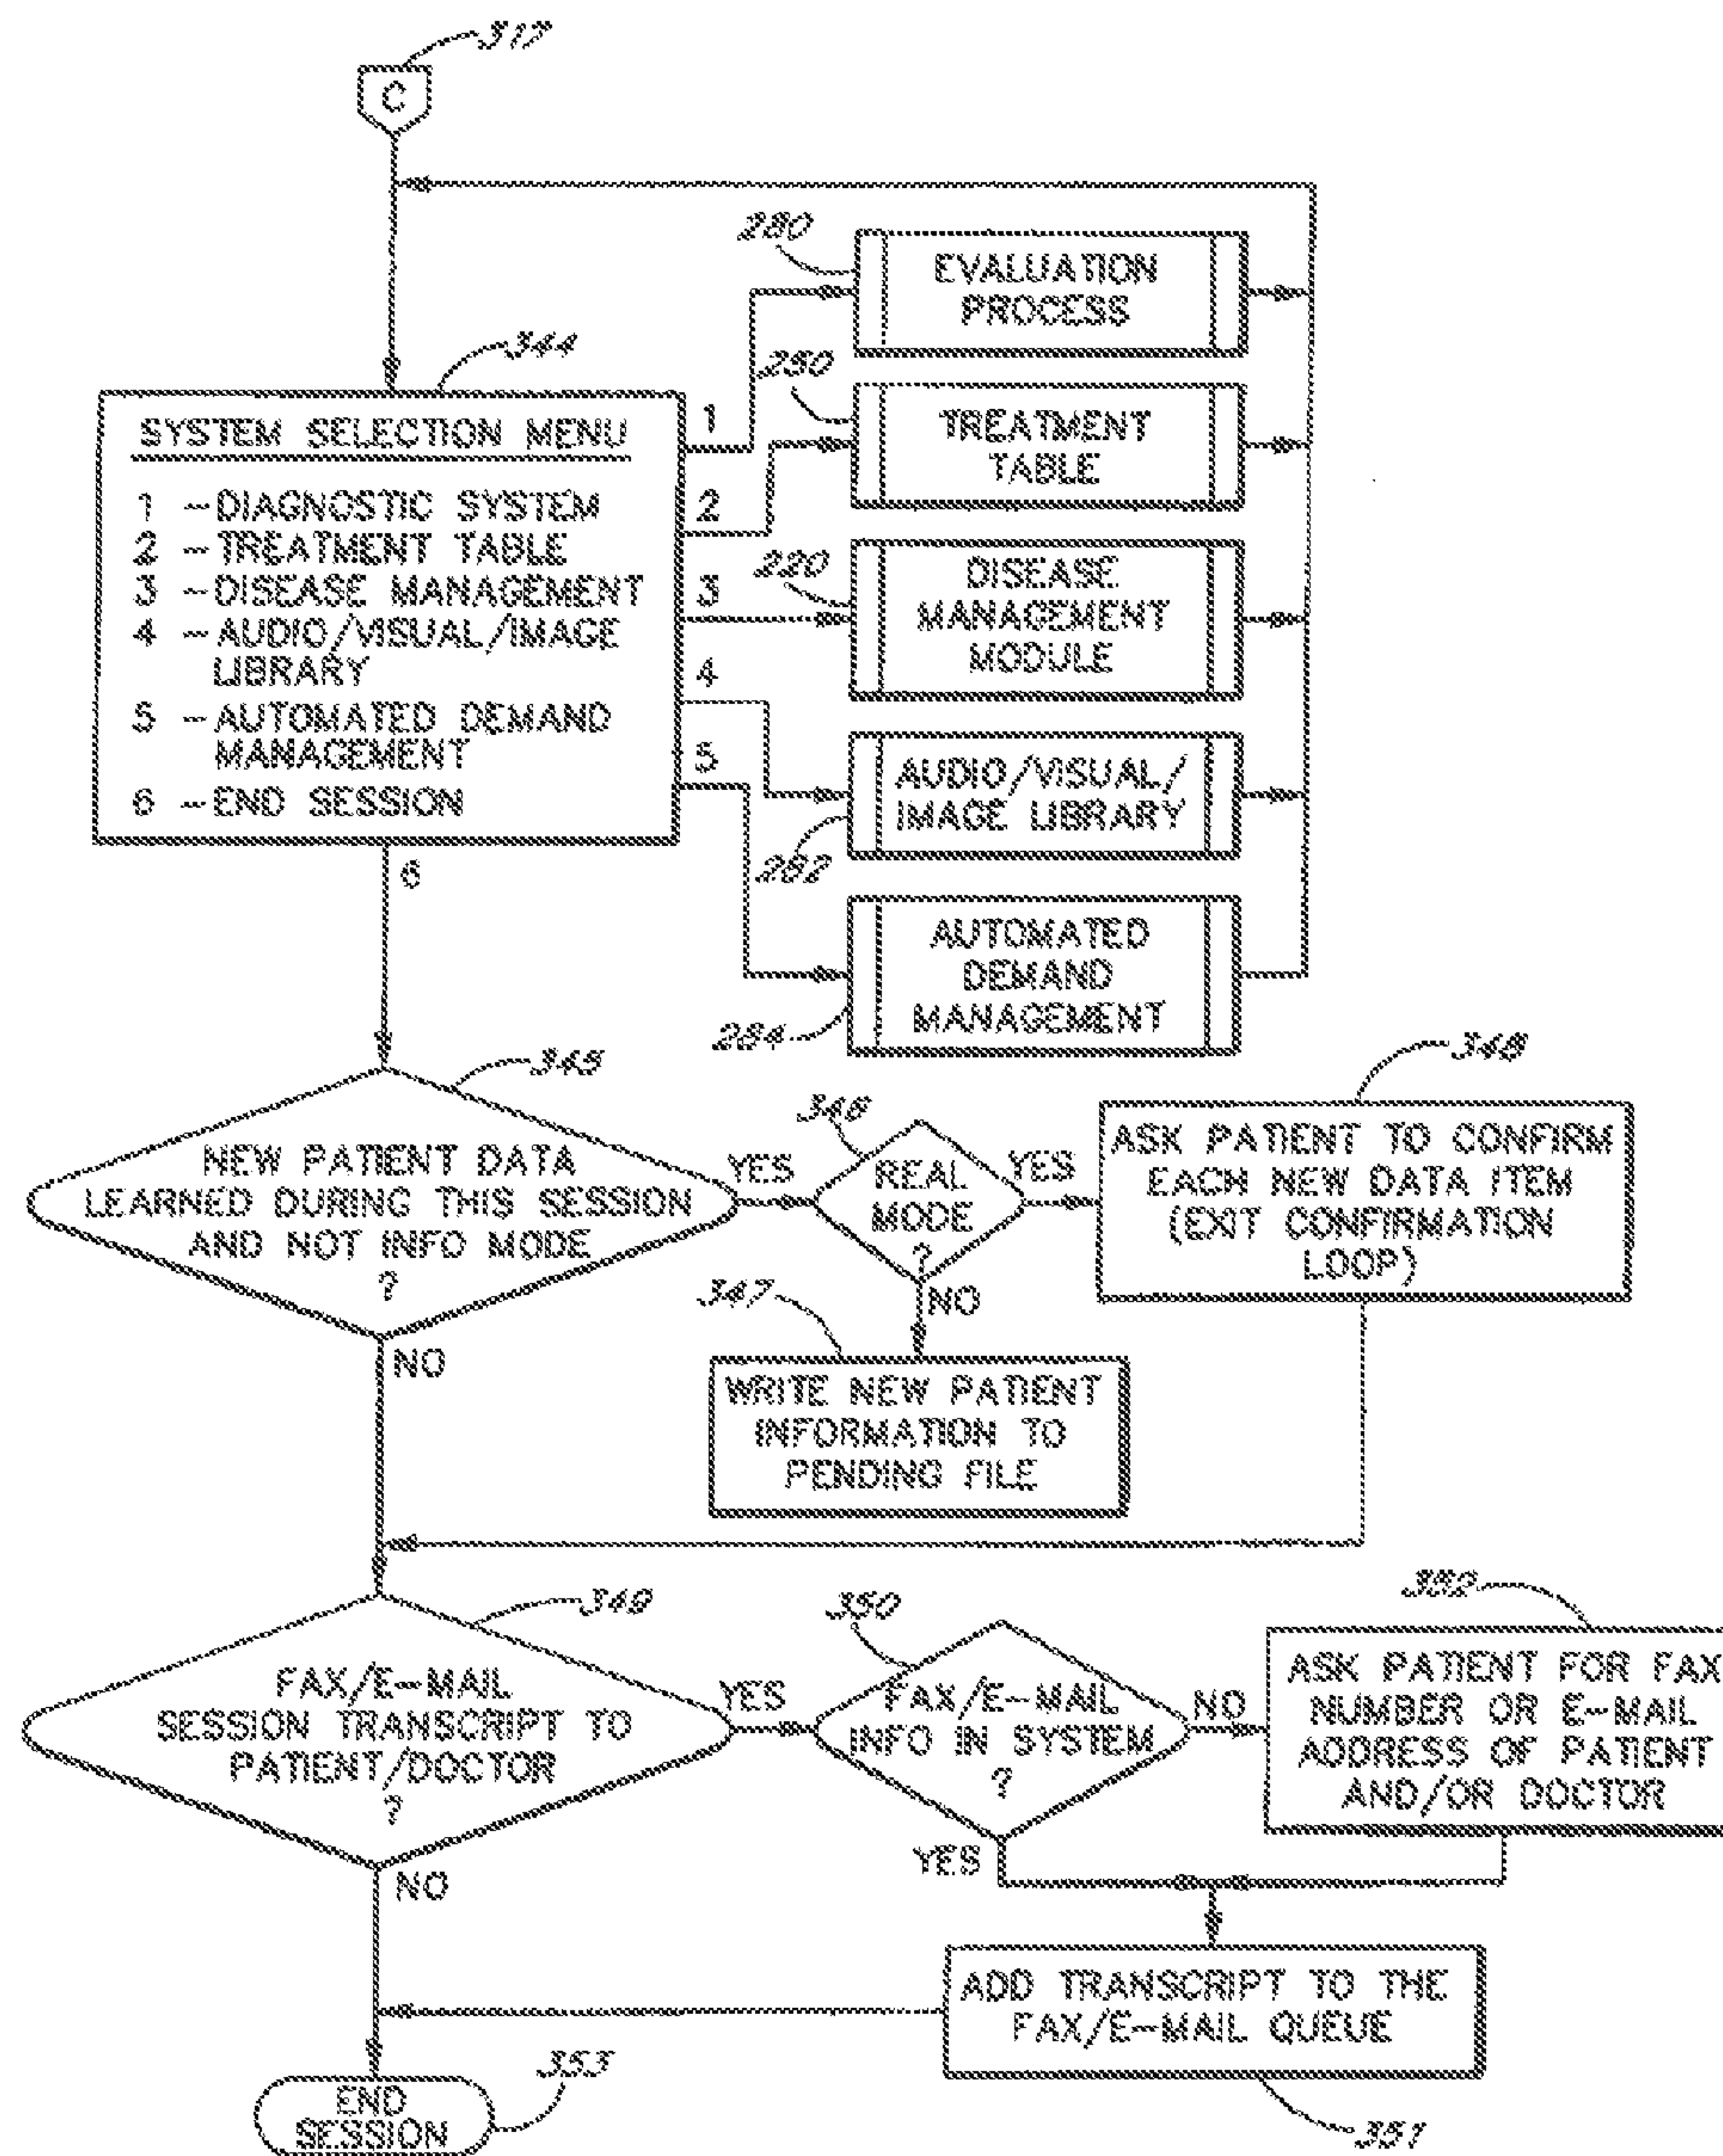 317
C
280
EVALUATION
PROCESS
344
SYSTEM SELECTION MENU
1 -DIAGNOSTIC SYSTEM
2 -TREATMENT TABLE
3 -DISEASE MANAGEMENT
4 -AUDIO/VISUAL/IMAGE
LIBRARY
5 -AUTOMATED DEMAND
MANAGEMENT
6 -END SESSION
1
2
3
4
5
6
250
TREATMENT
TABLE
220
DISEASE
MANAGEMENT
MODULE
AUDIO/VISUAL/
IMAGE LIBRARY
282
AUTOMATED
DEMAND
MANAGEMENT
284
345
NEW PATIENT DATA
LEARNED DURING THIS SESSION
AND NOT INFO MODE
?
YES
NO
346
REAL
MODE
?
YES
NO
348
ASK PATIENT TO CONFIRM
EACH NEW DATA ITEM
(EXIT CONFIRMATION
LOOP)
347
WRITE NEW PATIENT
INFORMATION TO
PENDING FILE
349
FAX/E-MAIL
SESSION TRANSCRIPT TO
PATIENT/DOCTOR
?
YES
NO
350
FAX/E-MAIL
INFO IN SYSTEM
?
NO
YES
352
ASK PATIENT FOR FAX
NUMBER OR E-MAIL
ADDRESS OF PATIENT
AND/OR DOCTOR
ADD TRANSCRIPT TO THE
FAX/E-MAIL QUEUE
351
END
SESSION
353